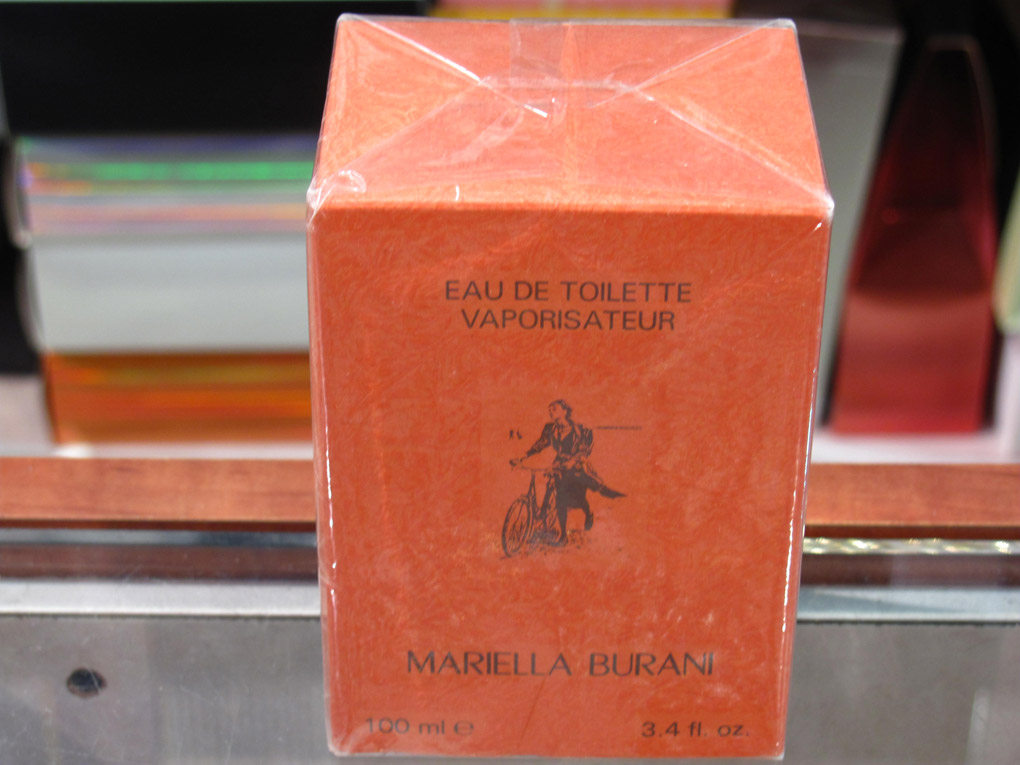 EAU DE TOILETTE
VAPORISATEUR
MARIELLA BURANI
100 ml ℮
3.4 fl. oz.